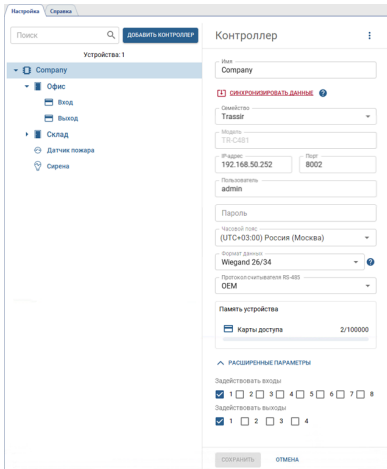 Настройка Справка
Поиск
ДОБАВИТЬ КОНТРОЛЛЕР
Устройства: 1
Company
Офис
Вход
Выход
Склад
Датчик пожара
Сирена
Контроллер
Имя
Company
СИНХРОНИЗИРОВАТЬ ДАННЫЕ
Семейство
Trassir
Модель
TR-C481
IP-адрес Порт
192.168.50.252 8002
Пользователь
admin
Пароль
Часовой пояс
(UTC+03:00) Россия (Москва)
Формат данных
Wiegand 26/34
Протокол считывателя RS-485
OEM
Память устройства
Карты доступа 2/100000
РАСШИРЕННЫЕ ПАРАМЕТРЫ
Задействовать входы
1 2 3 4 5 6 7 8
Задействовать выходы
1 2 3 4
СОХРАНИТЬ ОТМЕНА